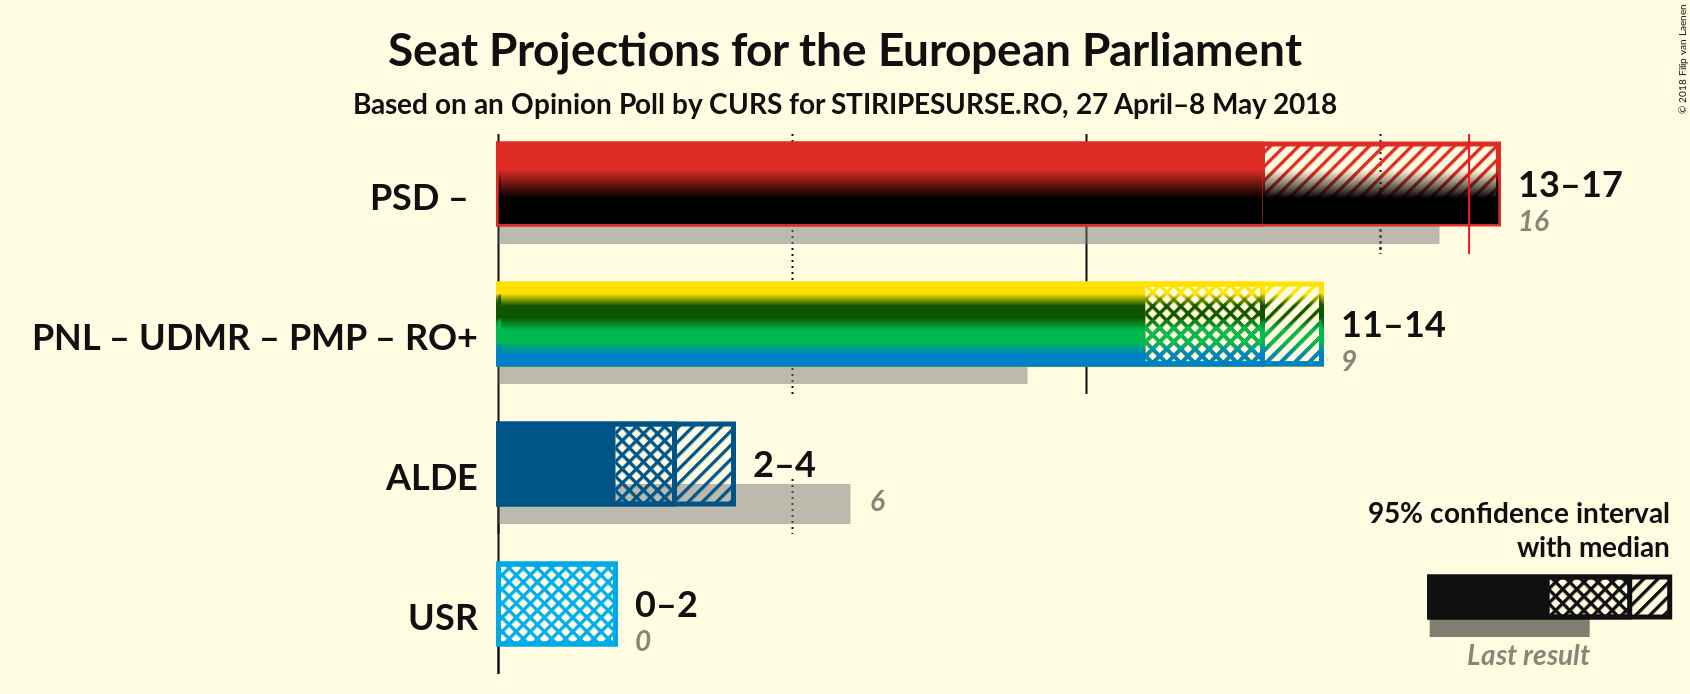 Seat Projections for the European Parliament
Based on an Opinion Poll by CURS for STIRIPESURSE.RO, 27 April–8 May 2018
© 2018 Filip van Laenen
PSD –
13–17
16
PNL – UDMR – PMP – RO+
11–14
9
ALDE
2–4
6
USR
0–2
0
95% confidence interval
with median
Last result